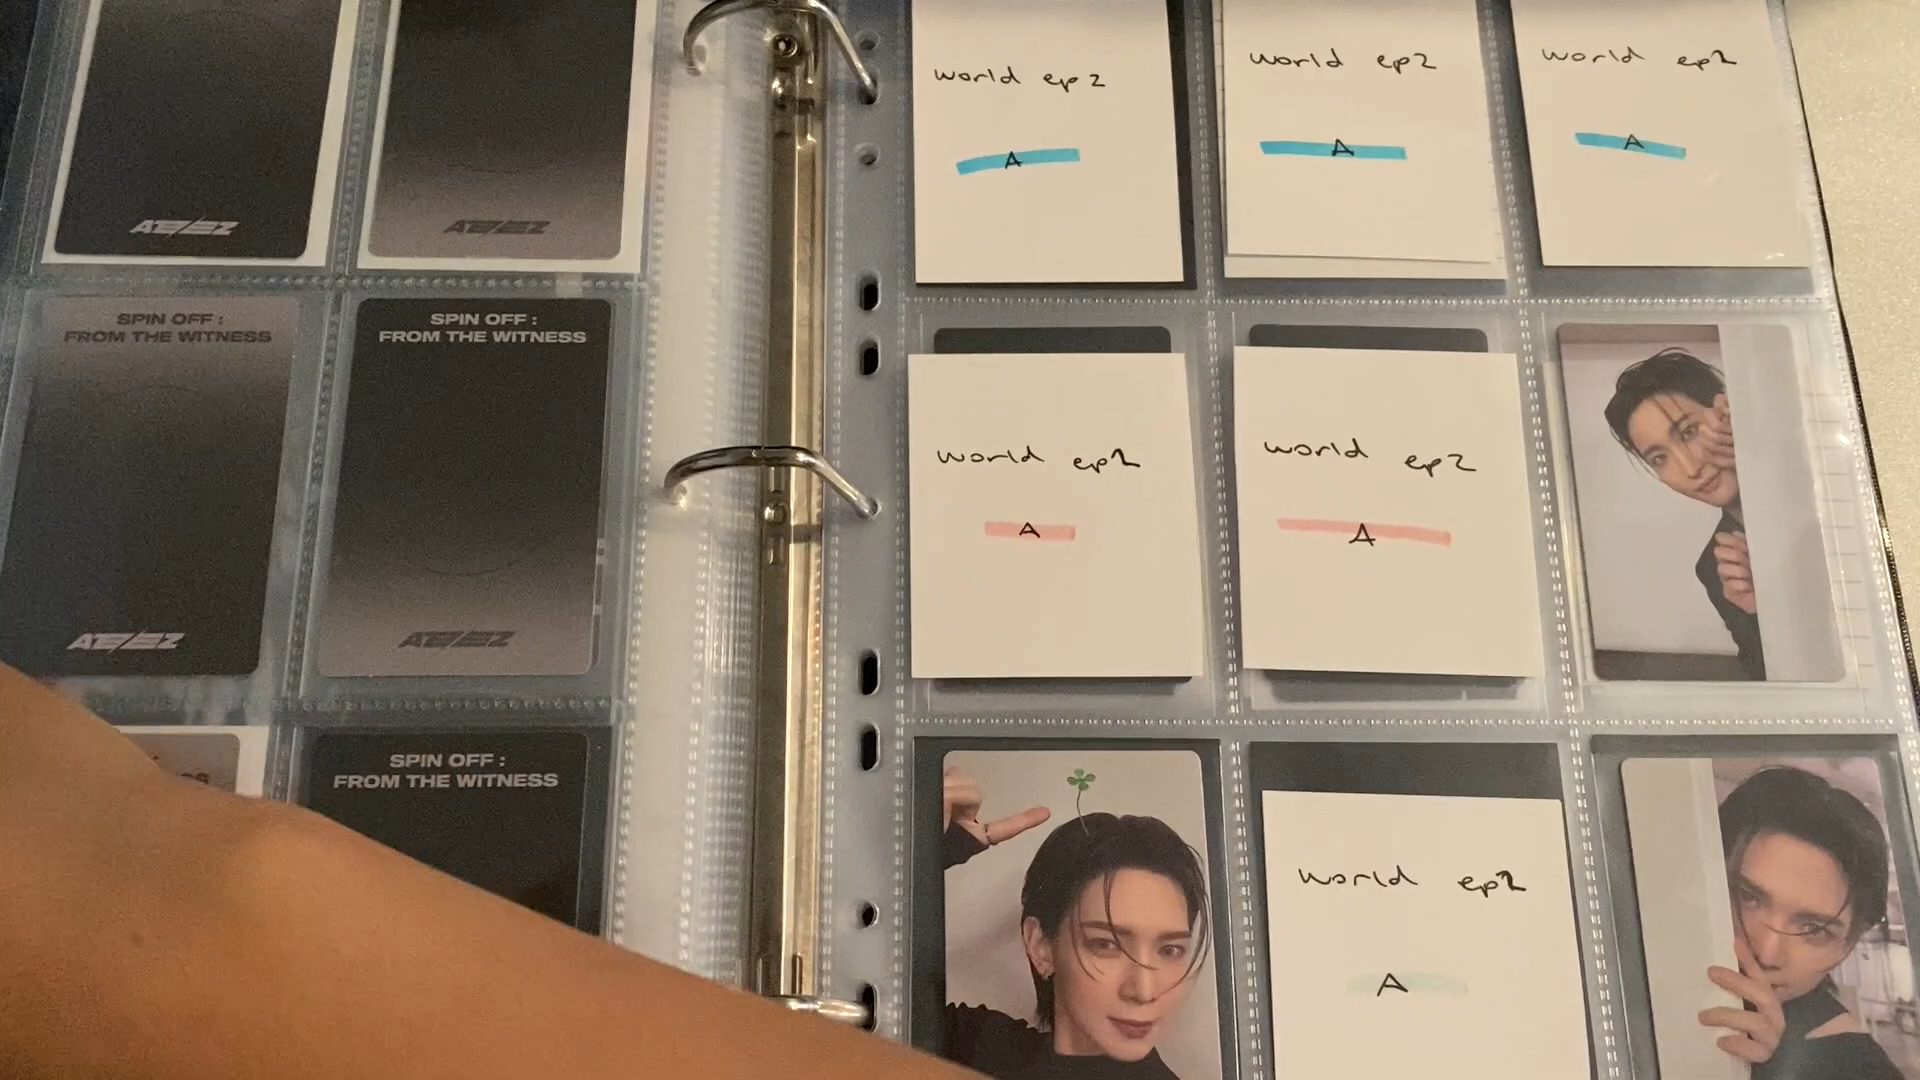 ATEEZ
ATEEZ
SPIN OFF :
FROM THE WITNESS
ATEEZ
SPIN OFF :
FROM THE WITNESS
ATEEZ
SPIN OFF :
FROM THE WITNESS
world ep 2
A
world ep2
A
world ep2
A
world ep2
A
world ep2
A
world ep2
A